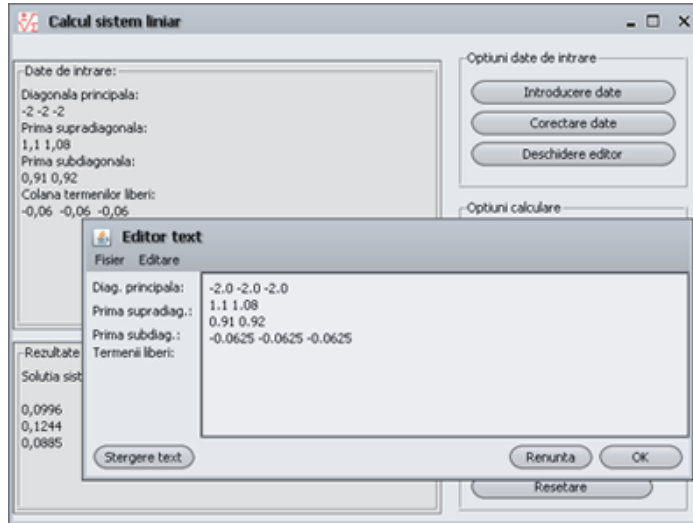 Calcul sistem liniar
Date de intrare:
Diagonala principala:
-2 -2 -2
Prima supradiagonala:
1,1 1,08
Prima subdiagonala:
0,91 0,92
Colana termenilor liberi:
-0,06 -0,06 -0,06
Optiuni date de intrare
Introducere date
Corectare date
Deschidere editor
Optiuni calculare
Editor text
Fisier Editare
Diag. principala:
Prima supradiag.:
Prima subdiag.:
Termenii liberi:
-2.0 -2.0 -2.0
1.1 1.08
0.91 0.92
-0.0625 -0.0625 -0.0625
Stergere text
Renunta
OK
Rezultate
Solutia sist
0,0996
0,1244
0,0885
Resetare